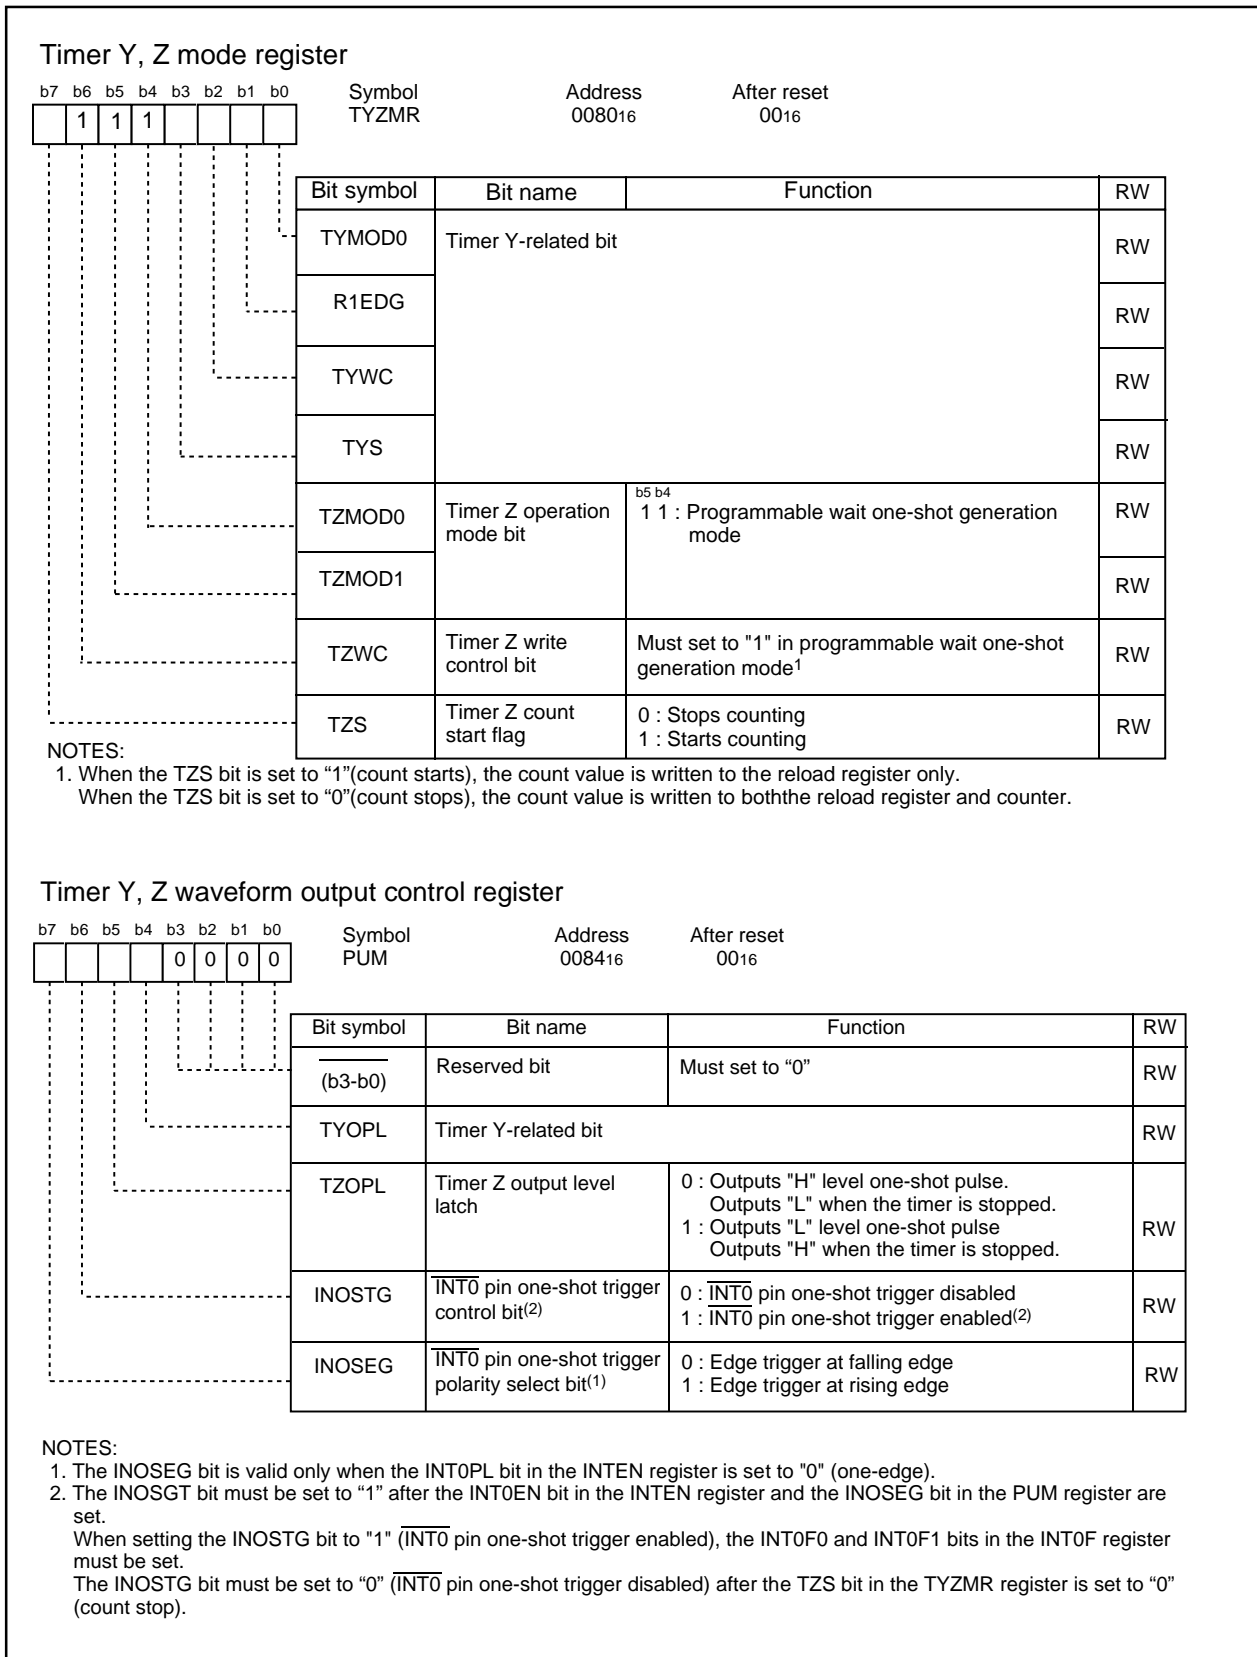 Timer Y, Z mode register
b7 b6 b5 b4 b3 b2 b1 b0 Symbol Address After reset
1 1 1 TYZMR 008016 0016
Bit symbol Bit name Function RW
TYMOD0 Timer Y-related bit RW
R1EDG RW
TYWC RW
TYS RW
b5 b4
TZMOD0 Timer Z operation 1 1 : Programmable wait one-shot generation RW
mode bit mode
TZMOD1 RW
TZWC Timer Z write Must set to "1" in programmable wait one-shot RW
control bit generation mode1
TZS Timer Z count 0 : Stops counting RW
start flag 1 : Starts counting
NOTES:
1. When the TZS bit is set to “1”(count starts), the count value is written to the reload register only.
When the TZS bit is set to “0”(count stops), the count value is written to boththe reload register and counter.
Timer Y, Z waveform output control register
b7 b6 b5 b4 b3 b2 b1 b0 Symbol Address After reset
0 0 0 0 PUM 008416 0016
Bit symbol Bit name Function RW
(b3-b0) Reserved bit Must set to “0” RW
TYOPL Timer Y-related bit RW
TZOPL Timer Z output level 0 : Outputs "H" level one-shot pulse.
latch Outputs "L" when the timer is stopped.
1 : Outputs "L" level one-shot pulse RW
Outputs "H" when the timer is stopped.
INOSTG INT0 pin one-shot trigger 0 : INT0 pin one-shot trigger disabled RW
control bit(2) 1 : INT0 pin one-shot trigger enabled(2)
INOSEG INT0 pin one-shot trigger 0 : Edge trigger at falling edge RW
polarity select bit(1) 1 : Edge trigger at rising edge
NOTES:
1. The INOSEG bit is valid only when the INT0PL bit in the INTEN register is set to "0" (one-edge).
2. The INOSGT bit must be set to “1” after the INT0EN bit in the INTEN register and the INOSEG bit in the PUM register are
set.
When setting the INOSTG bit to "1" (INT0 pin one-shot trigger enabled), the INT0F0 and INT0F1 bits in the INT0F register
must be set.
The INOSTG bit must be set to “0” (INT0 pin one-shot trigger disabled) after the TZS bit in the TYZMR register is set to “0”
(count stop).